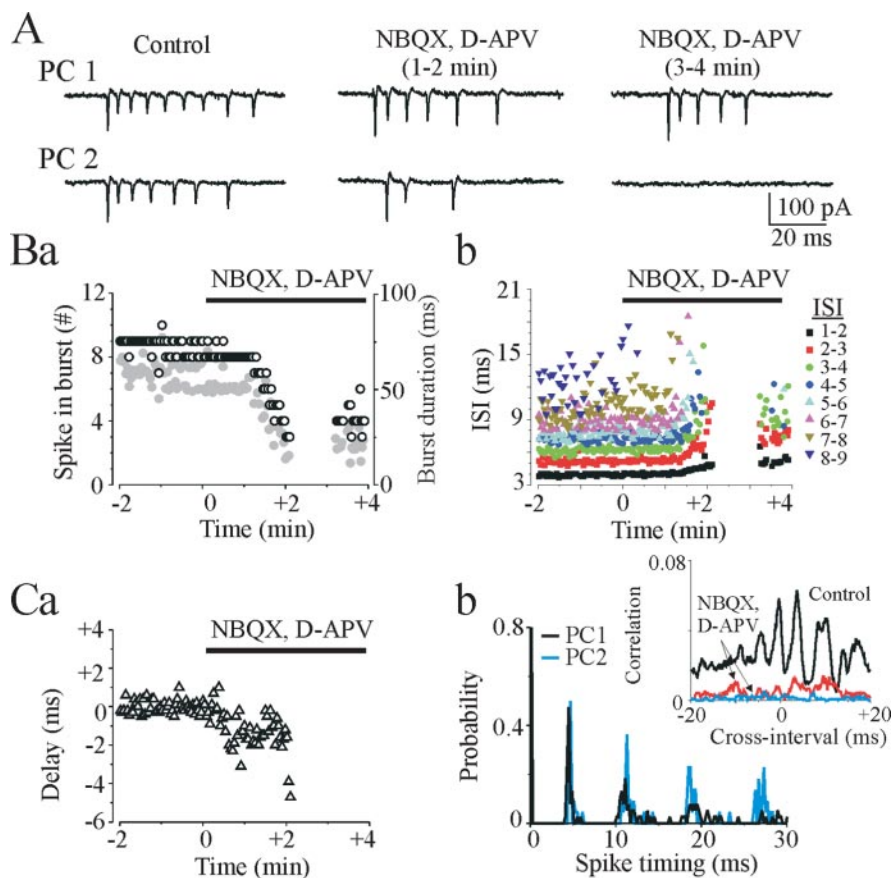 A
Control
NBQX, D-APV
(1-2 min)
NBQX, D-APV
(3-4 min)
PC 1
PC 2
100 pA
20 ms
Ba
NBQX, D-APV
12
8
4
0
Spike in burst (#)
100
50
0
Burst duration (ms)
-2
0
+2
+4
Time (min)
b
NBQX, D-APV
21
15
9
3
ISI (ms)
-2
0
+2
+4
Time (min)
ISI
1-2
2-3
3-4
4-5
5-6
6-7
7-8
8-9
Ca
NBQX, D-APV
+4
+2
0
-2
-4
-6
Delay (ms)
-2
0
+2
+4
Time (min)
b
0.8
0.4
0
Probability
PC1
PC2
0
10
20
30
Spike timing (ms)
0.08
0
Correlation
Control
NBQX,
D-APV
-20
0
+20
Cross-interval (ms)